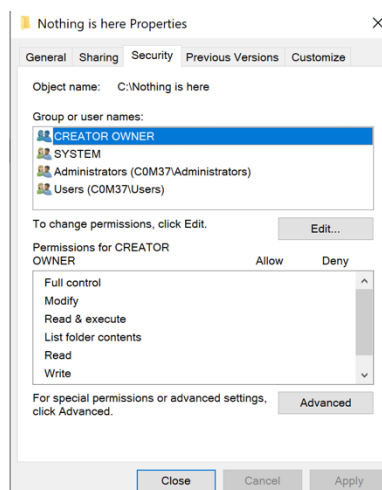 Nothing is here Properties
General Sharing Security Previous Versions Customize
Object name: C:\Nothing is here
Group or user names:
CREATOR OWNER
SYSTEM
Administrators (C0M37\Administrators)
Users (C0M37\Users)
To change permissions, click Edit.
Edit...
Permissions for CREATOR
OWNER Allow Deny
Full control
Modify
Read & execute
List folder contents
Read
Write
For special permissions or advanced settings,
click Advanced.
Advanced
Close Cancel Apply